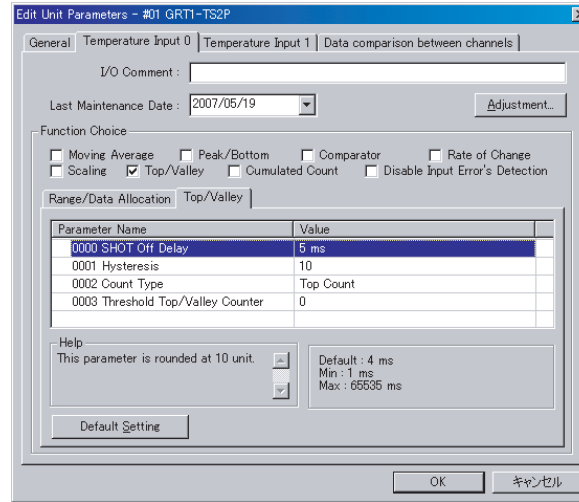 Edit Unit Parameters - #01 GRT1-TS2P
General Temperature Input 0 Temperature Input 1 Data comparison between channels
I/O Comment :
Last Maintenance Date : 2007/05/19 Adjustment...
Function Choice
Moving Average Peak/Bottom Comparator Rate of Change
Scaling Top/Valley Cumulated Count Disable Input Error's Detection
Range/Data Allocation Top/Valley
Parameter Name Value
0000 SHOT Off Delay 5 ms
0001 Hysteresis 10
0002 Count Type Top Count
0003 Threshold Top/Valley Counter 0
Help
This parameter is rounded at 10 unit.
Default : 4 ms
Min : 1 ms
Max : 65535 ms
Default Setting
OK キャンセル